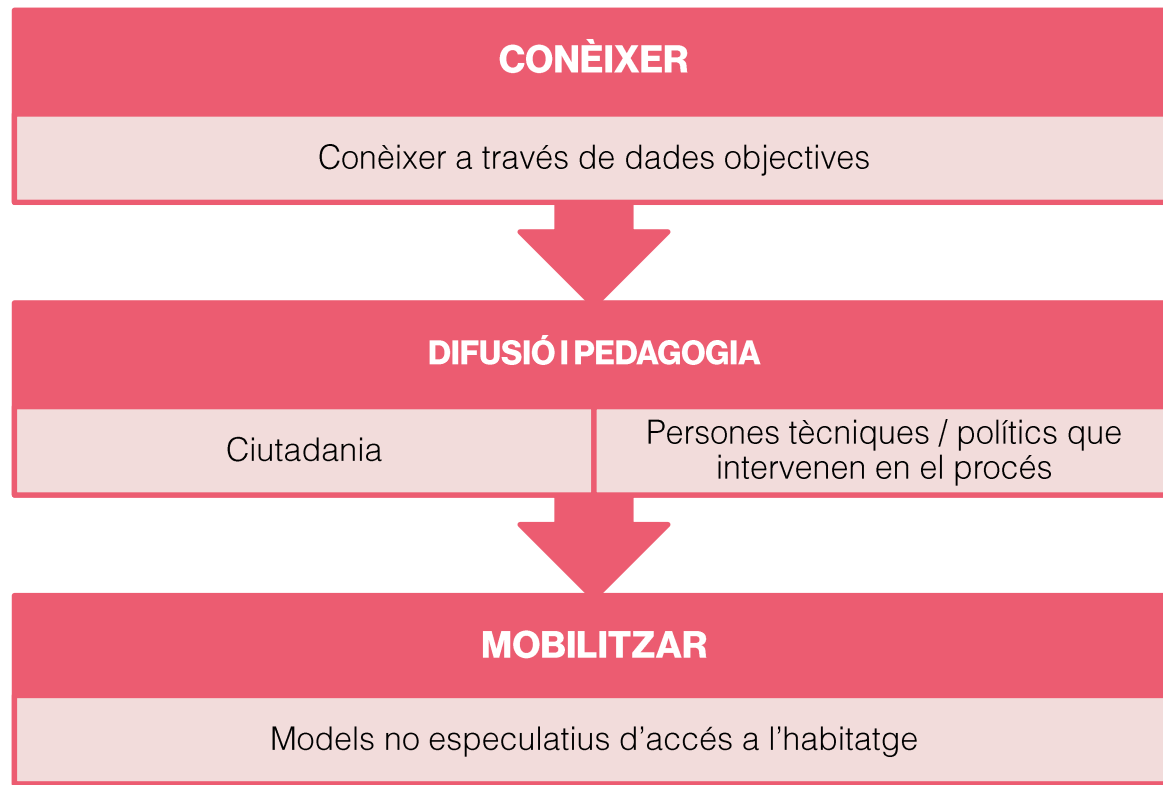 CONÈIXER
Conèixer a través de dades objectives
DIFUSIÓ I PEDAGOGIA
Ciutadania
Persones tècniques / polítics que
intervenen en el procés
MOBILITZAR
Models no especulatius d’accés a l’habitatge